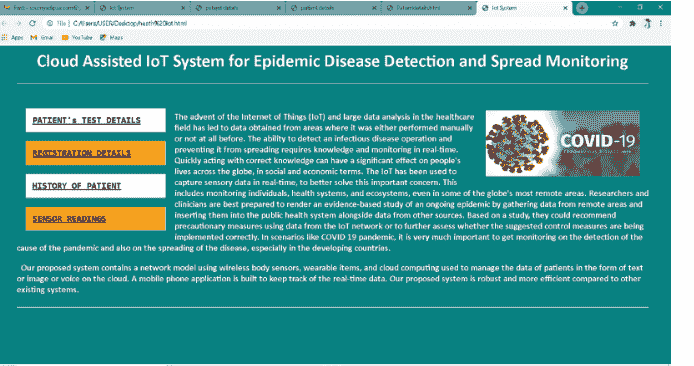 IoT System
patient details
patient details
IoT System
File | C:/Users/USER/Desktop/heath%20iot.html
Apps Gmail YouTube Maps
Cloud Assisted IoT System for Epidemic Disease Detection and Spread Monitoring
PATIENT's TEST DETAILS
REGISTRATION DETAILS
HISTORY OF PATIENT
SENSOR READINGS
The advent of the Internet of Things (IoT) and large data analysis in the healthcare
field has led to data obtained from areas where it was either performed manually
or not at all before. The ability to detect an infectious disease operation and
preventing it from spreading requires knowledge and monitoring in real-time.
Quickly acting with correct knowledge can have a significant effect on people's
lives across the globe, in social and economic terms. The IoT has been used to
capture sensory data in real-time, to better solve this important concern. This
COVID-19
includes monitoring individuals, health systems, and ecosystems, even in some of the globe's most remote areas. Researchers and
clinicians are best prepared to render an evidence-based study of an ongoing epidemic by gathering data from remote areas and
inserting them into the public health system alongside data from other sources. Based on a study, they could recommend
precautionary measures using data from the IoT network or to further assess whether the suggested control measures are being
implemented correctly. In scenarios like COVID 19 pandemic, it is very much important to get monitoring on the detection of the
cause of the pandemic and also on the spreading of the disease, especially in the developing countries.
Our proposed system contains a network model using wireless body sensors, wearable items, and cloud computing used to manage the data of patients in the form of text
or image or voice on the cloud. A mobile phone application is built to keep track of the real-time data. Our proposed system is robust and more efficient compared to other
existing systems.